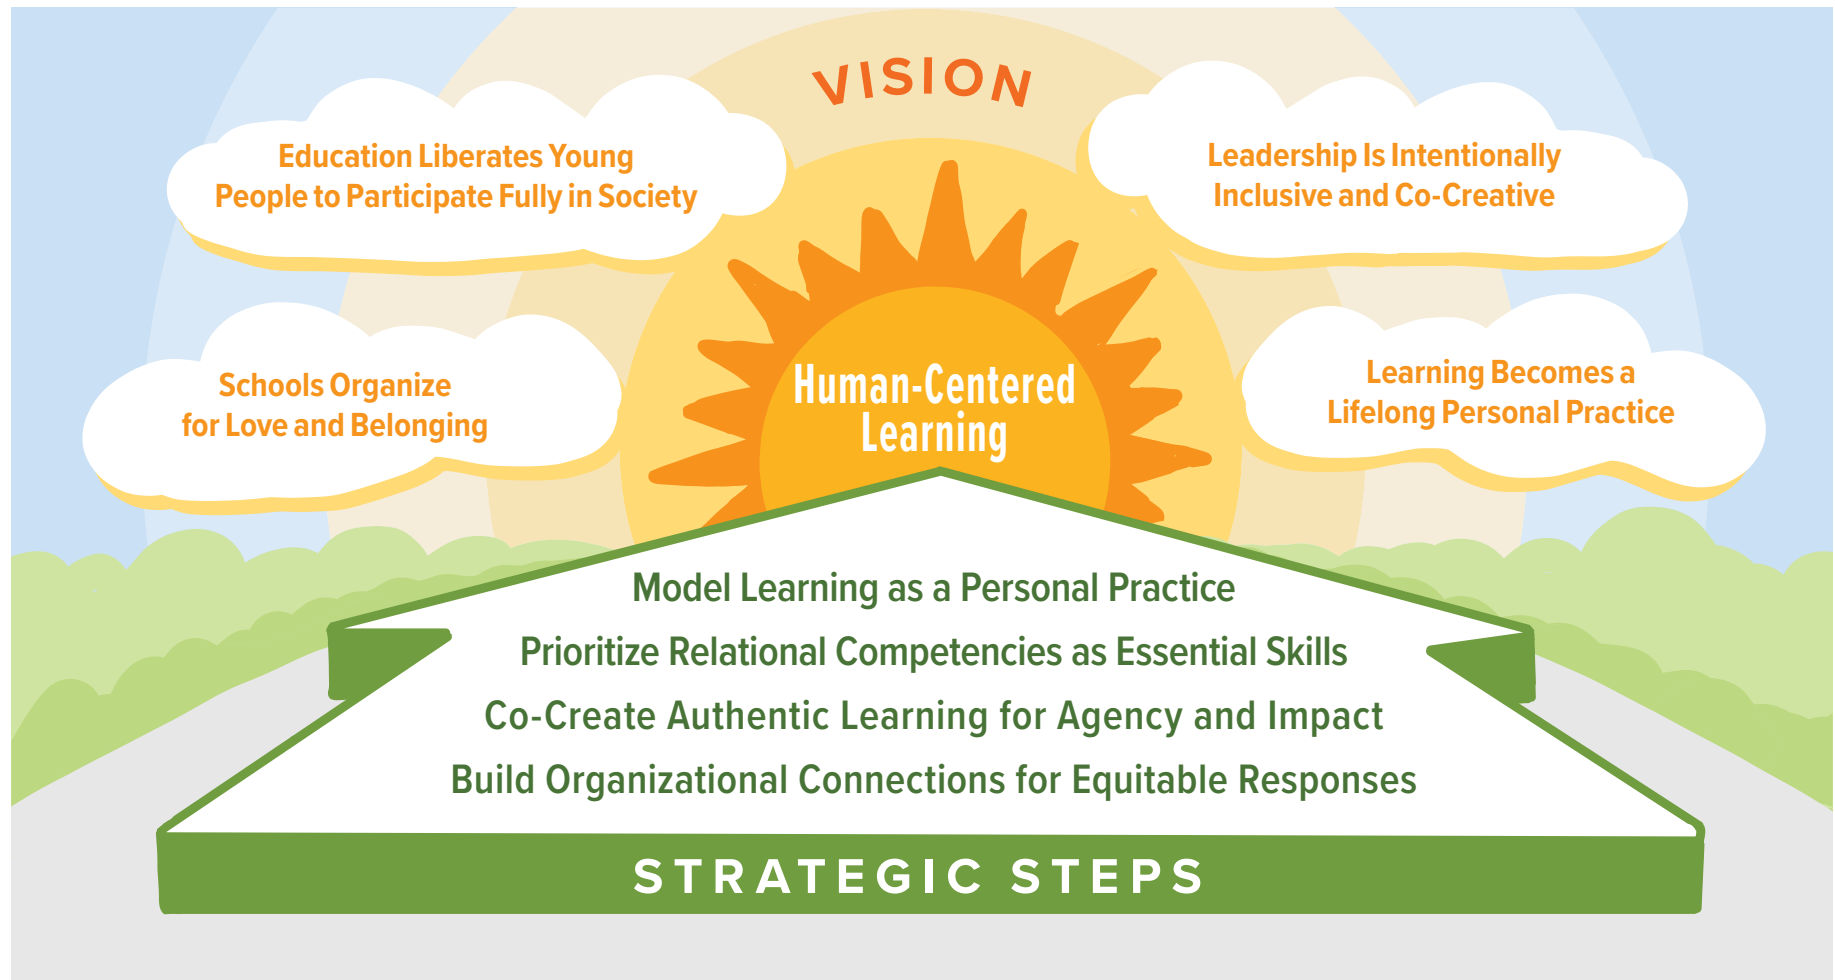 VISION
Education Liberates Young
People to Participate Fully in Society
Leadership Is Intentionally
Inclusive and Co-Creative
Schools Organize
for Love and Belonging
Human-Centered
Learning
Learning Becomes a
Lifelong Personal Practice
Model Learning as a Personal Practice
Prioritize Relational Competencies as Essential Skills
Co-Create Authentic Learning for Agency and Impact
Build Organizational Connections for Equitable Responses
STRATEGIC STEPS